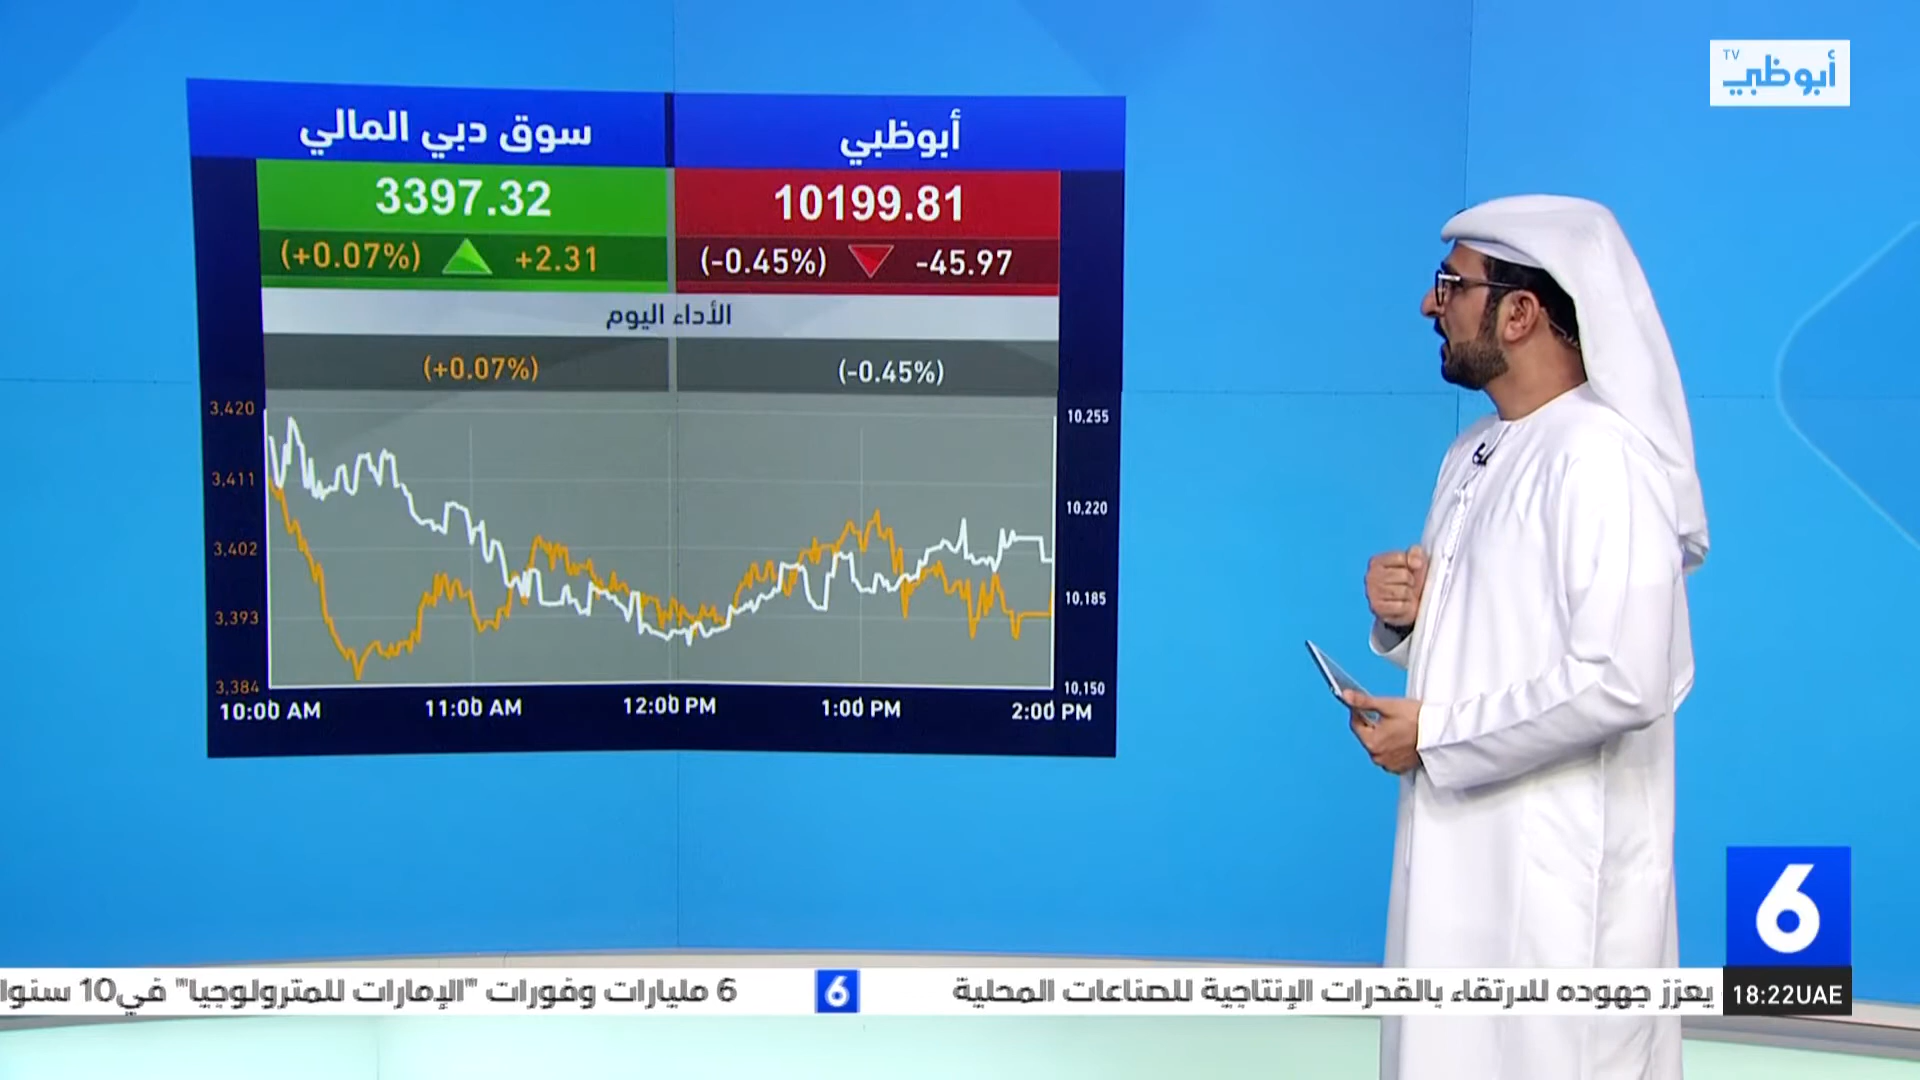 أبوظبي TV
أبوظبي
سوق دبي المالي
10199.81
3397.32
(-0.45%) -45.97
(+0.07%) +2.31
الأداء اليوم
(+0.07%)
(-0.45%)
3,420
3,411
3,402
3,393
3,384
10,255
10,220
10,185
10,150
10:00 AM 11:00 AM 12:00 PM 1:00 PM 2:00 PM
6
يعزز جهوده للارتقاء بالقدرات الإنتاجية للصناعات المحلية 6 6 مليارات وفورات "الإمارات للمترولوجيا" في10 سنوا
18:22UAE